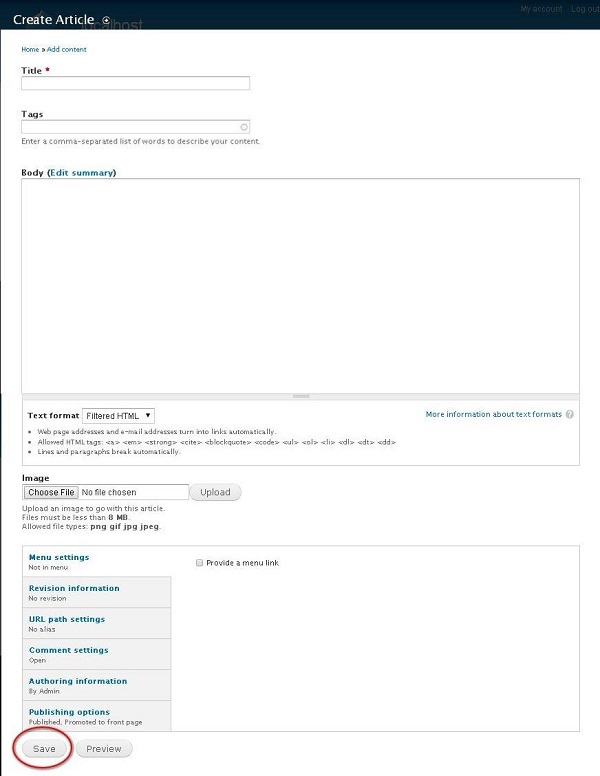 My account Log out
Create Article
localhost
Home » Add content
Title *
Tags
Enter a comma-separated list of words to describe your content.
Body (Edit summary)
Text format Filtered HTML ▼ More information about text formats ?
• Web page addresses and e-mail addresses turn into links automatically.
• Allowed HTML tags: <a> <em> <strong> <cite> <blockquote> <code> <ul> <ol> <li> <dl> <dt> <dd>
• Lines and paragraphs break automatically.
Image
Choose File No file chosen Upload
Upload an image to go with this article.
Files must be less than 8 MB.
Allowed file types: png gif jpg jpeg.
Menu settings
Not in menu
Provide a menu link
Revision information
No revision
URL path settings
No alias
Comment settings
Open
Authoring information
By Admin
Publishing options
Published, Promoted to front page
Save Preview